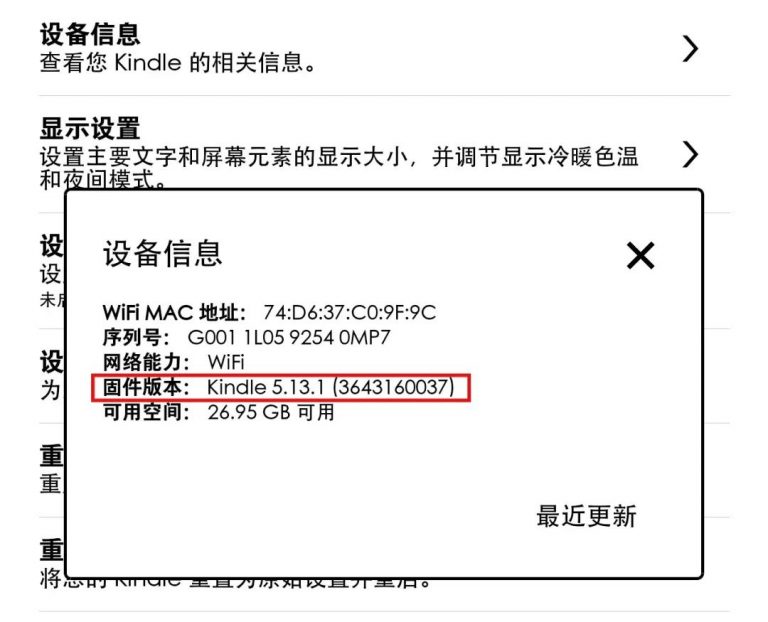 设备信息
查看您 Kindle 的相关信息。
显示设置
设置主要文字和屏幕元素的显示大小，并调节显示冷暖色温
和夜间模式。
设
设
未
设备信息
WiFi MAC 地址： 74:D6:37:C0:9F:9C
序列号： G001 1L05 9254 0MP7
网络能力： WiFi
固件版本： Kindle 5.13.1 (3643160037)
可用空间： 26.95 GB 可用
设
为
重
重
最近更新
重
将您的 Kindle 重置为原始设置并重启。